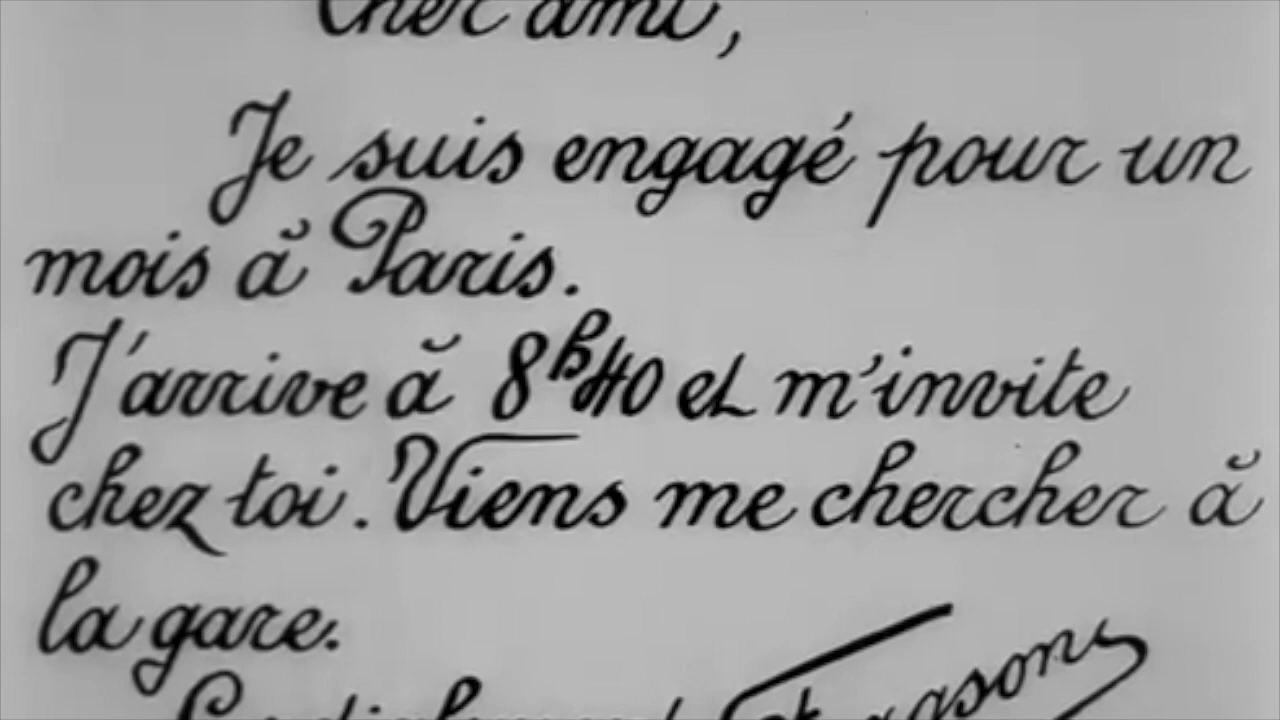 Cher ami,
Je suis engagé pour un
mois à Paris.
J'arrive à 8h40 et m'invite
chez toi. Viens me chercher à
la gare.
Cordialement